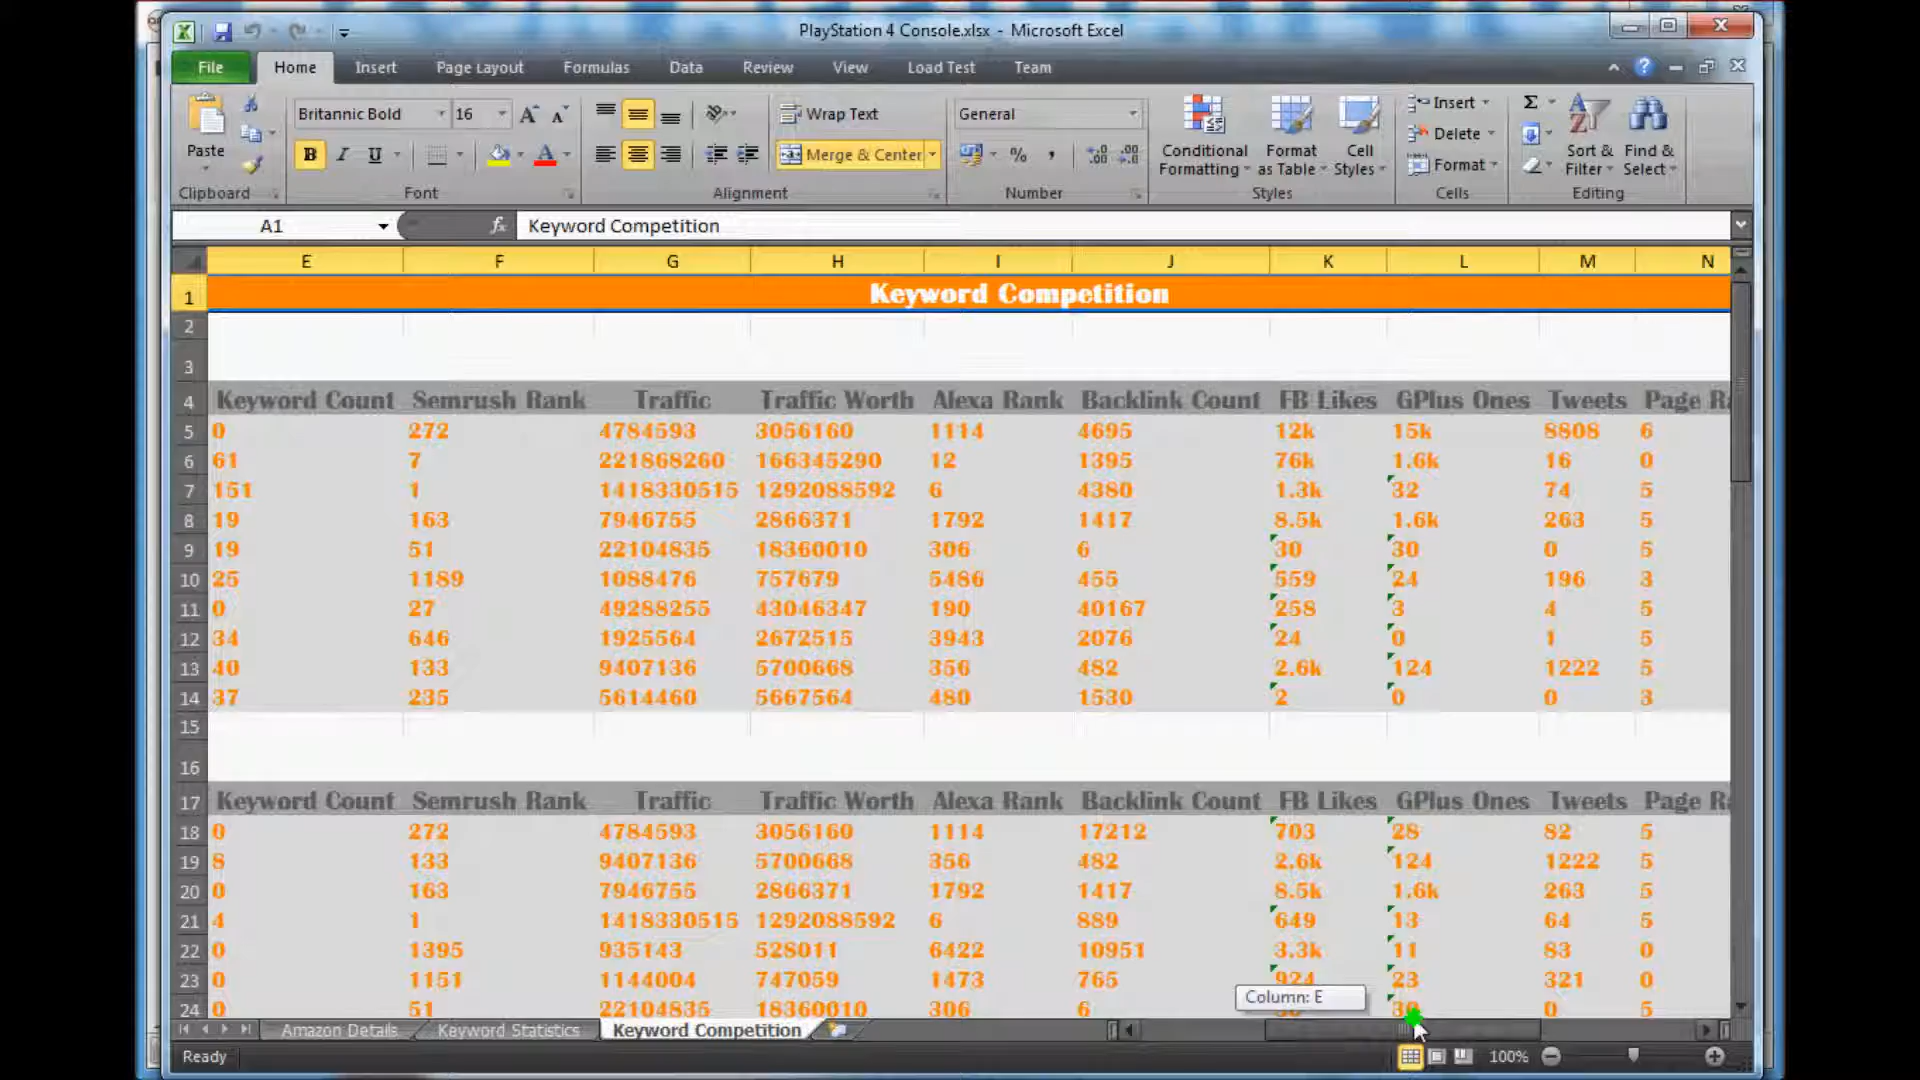 PlayStation 4 Console.xlsx - Microsoft Excel
File Home Insert Page Layout Formulas Data Review View Load Test Team
Britannic Bold 16 Wrap Text General Insert
Paste B I U Merge & Center % , Conditional Formatting Format as Table Cell Styles Delete Sort & Filter Find & Select
Format
Clipboard Font Alignment Number Styles Cells Editing
A1 fx Keyword Competition
E F G H I J K L M N
1 Keyword Competition
2
3
4 Keyword Count Semrush Rank Traffic Traffic Worth Alexa Rank Backlink Count FB Likes GPlus Ones Tweets Page Ra
5 0 272 4784593 3056160 1114 4695 12k 15k 8808 6
6 61 7 221868260 166345290 12 1395 76k 1.6k 16 0
7 151 1 1418330515 1292088592 6 4380 1.3k 32 74 5
8 19 163 7946755 2866371 1792 1417 8.5k 1.6k 263 5
9 19 51 22104835 18360010 306 6 30 30 0 5
10 25 1189 1088476 757679 5486 455 559 24 196 3
11 0 27 49288255 43046347 190 40167 258 3 4 5
12 34 646 1925564 2672515 3943 2076 24 0 1 5
13 40 133 9407136 5700668 356 482 2.6k 124 1222 5
14 37 235 5614460 5667564 480 1530 2 0 0 3
15
16
17 Keyword Count Semrush Rank Traffic Traffic Worth Alexa Rank Backlink Count FB Likes GPlus Ones Tweets Page Ra
18 0 272 4784593 3056160 1114 17212 703 28 82 5
19 8 133 9407136 5700668 356 482 2.6k 124 1222 5
20 0 163 7946755 2866371 1792 1417 8.5k 1.6k 263 5
21 4 1 1418330515 1292088592 6 889 649 13 64 5
22 0 1395 935143 528011 6422 10951 3.3k 11 83 0
23 0 1151 1144004 747059 1473 765 924 23 321 0
Column: E
24 0 51 22104835 18360010 306 6 30 30 0 5
Amazon Details Keyword Statistics Keyword Competition
Ready 100%